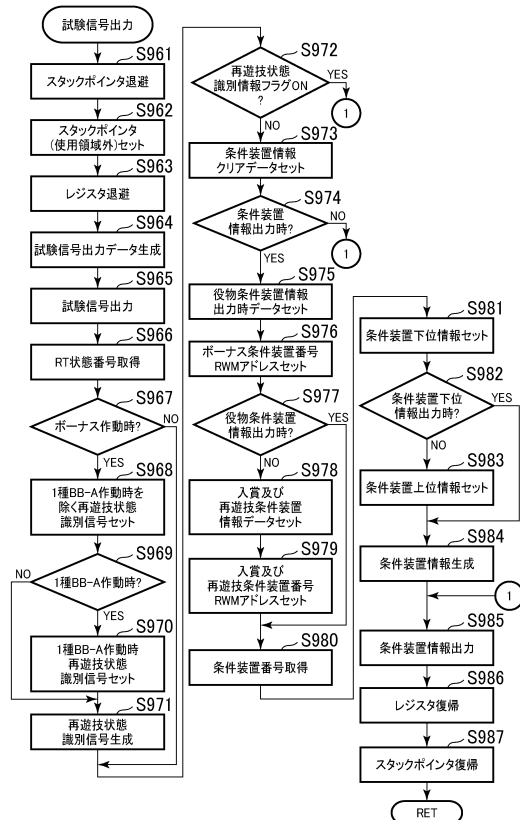 試験信号出力
S961
スタックポインタ退避
S962
スタックポインタ
(使用領域外)セット
S963
レジスタ退避
S964
試験信号出力データ生成
S965
試験信号出力
S966
RT状態番号取得
S967
ボーナス作動時?
NO
YES
S968
1種BB-A作動時を
除く再遊技状態
識別信号セット
S969
NO
1種BB-A作動時?
YES
S970
1種BB-A作動時
再遊技状態
識別信号セット
S971
再遊技状態
識別信号生成
S972
再遊技状態
識別情報フラグON
?
YES
1
NO
S973
条件装置情報
クリアデータセット
S974
条件装置
情報出力時?
NO
1
YES
S975
役物条件装置情報
出力時データセット
S976
ボーナス条件装置番号
RWMアドレスセット
S977
役物条件装置
情報出力時?
YES
NO
S978
入賞及び
再遊技条件装置
情報データセット
S979
入賞及び
再遊技条件装置番号
RWMアドレスセット
S980
条件装置番号取得
S981
条件装置下位情報セット
S982
条件装置下位
情報出力時?
YES
NO
S983
条件装置上位情報セット
S984
条件装置情報生成
1
S985
条件装置情報出力
S986
レジスタ復帰
S987
スタックポインタ復帰
RET